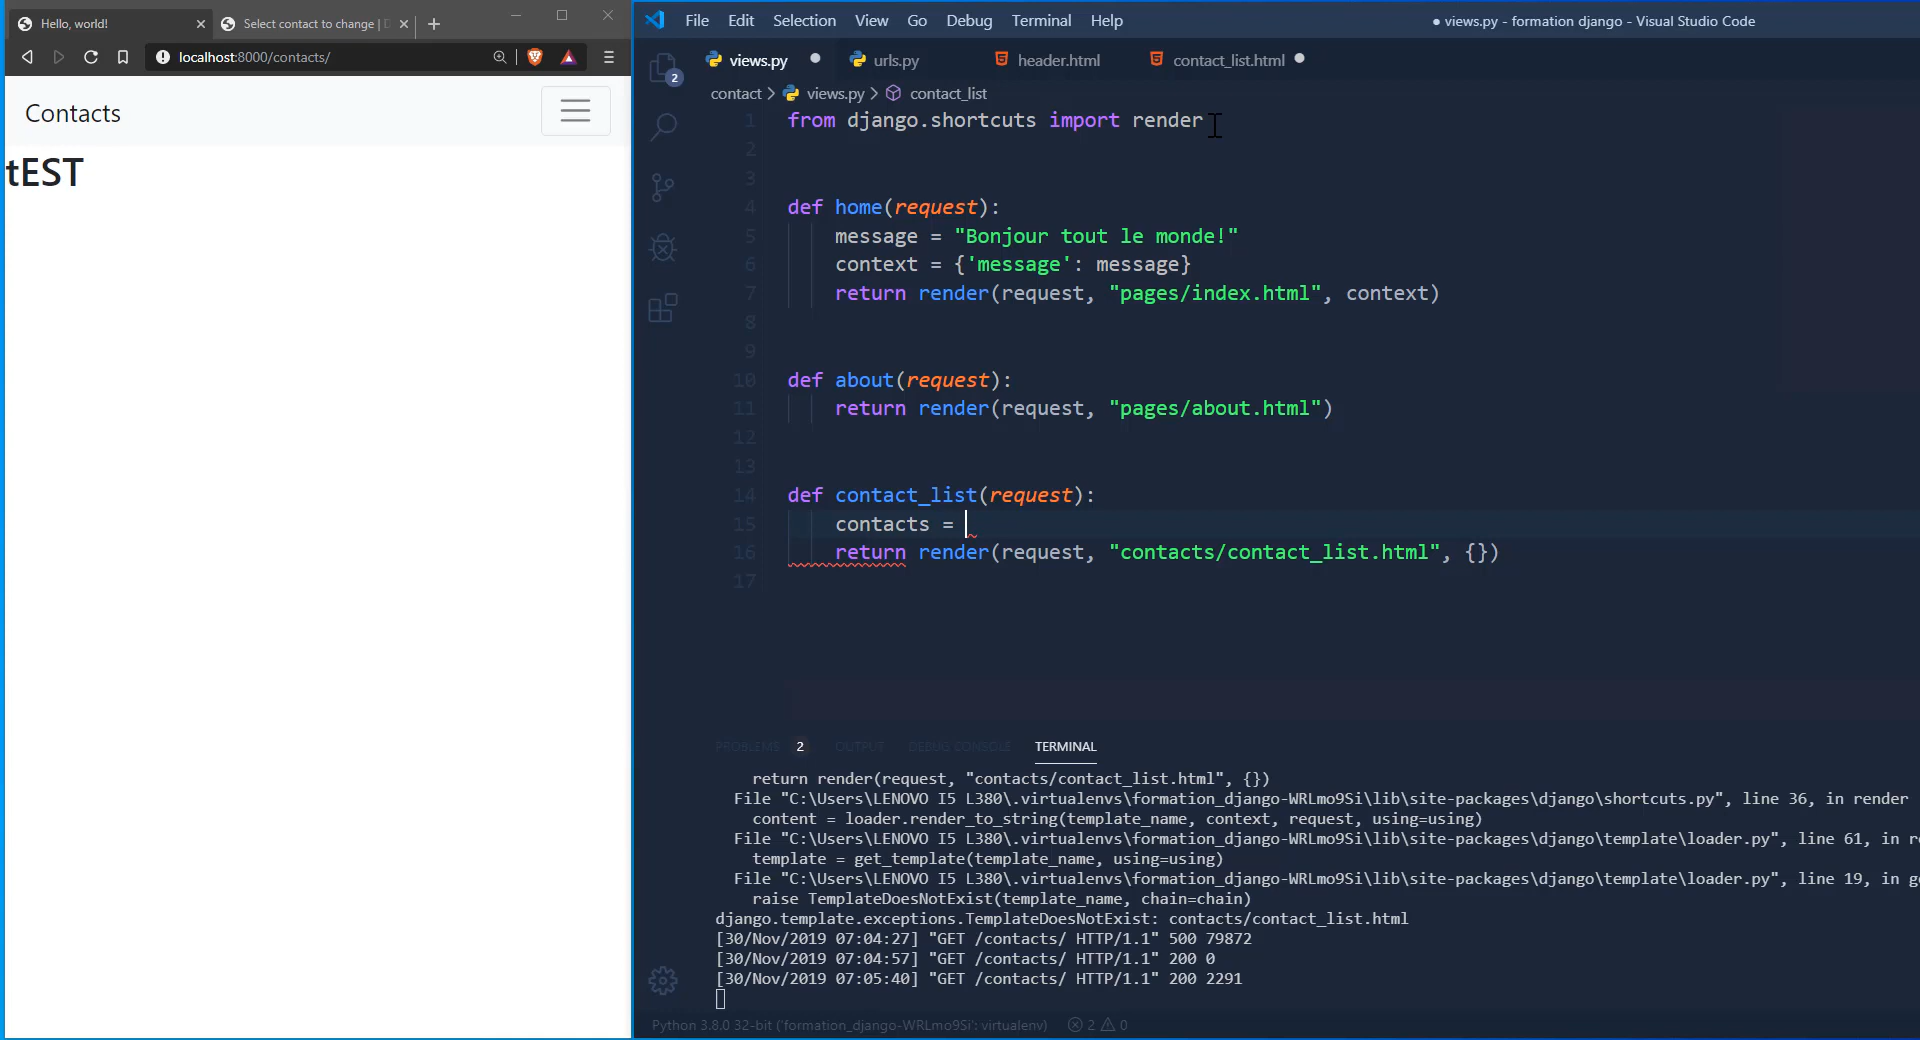 Hello, world!
Select contact to change | D
localhost:8000/contacts/
Contacts
tEST
File Edit Selection View Go Debug Terminal Help
● views.py - formation django - Visual Studio Code
2
views.py
urls.py
header.html
contact_list.html
contact > views.py > contact_list
1 from django.shortcuts import render
2
3
4 def home(request):
5 message = "Bonjour tout le monde!"
6 context = {'message': message}
7 return render(request, "pages/index.html", context)
8
9
10 def about(request):
11 return render(request, "pages/about.html")
12
13
14 def contact_list(request):
15 contacts =
16 return render(request, "contacts/contact_list.html", {})
17
PROBLEMS 2 OUTPUT DEBUG CONSOLE TERMINAL
return render(request, "contacts/contact_list.html", {})
File "C:\Users\LENOVO I5 L380\.virtualenvs\formation_django-WRLmo9Si\lib\site-packages\django\shortcuts.py", line 36, in render
content = loader.render_to_string(template_name, context, request, using=using)
File "C:\Users\LENOVO I5 L380\.virtualenvs\formation_django-WRLmo9Si\lib\site-packages\django\template\loader.py", line 61, in re
template = get_template(template_name, using=using)
File "C:\Users\LENOVO I5 L380\.virtualenvs\formation_django-WRLmo9Si\lib\site-packages\django\template\loader.py", line 19, in ge
raise TemplateDoesNotExist(template_name, chain=chain)
django.template.exceptions.TemplateDoesNotExist: contacts/contact_list.html
[30/Nov/2019 07:04:27] "GET /contacts/ HTTP/1.1" 500 79872
[30/Nov/2019 07:04:57] "GET /contacts/ HTTP/1.1" 200 0
[30/Nov/2019 07:05:40] "GET /contacts/ HTTP/1.1" 200 2291
Python 3.8.0 32-bit ('formation_django-WRLmo9Si': virtualenv) 2 0